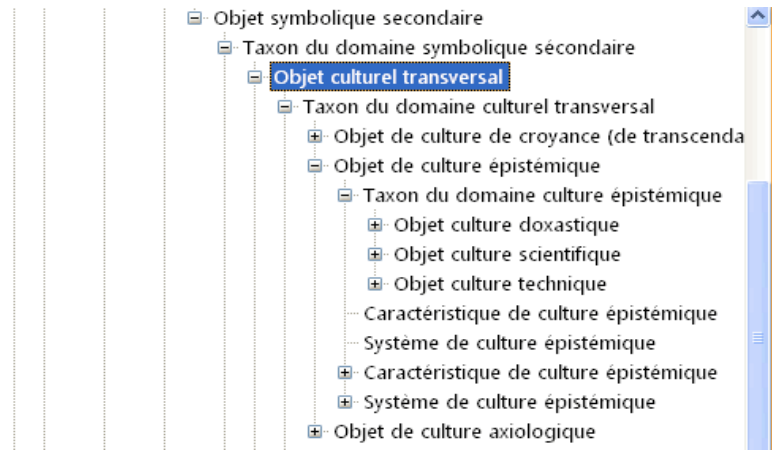 Objet symbolique secondaire
Taxon du domaine symbolique sécondaire
Objet culturel transversal
Taxon du domaine culturel transversal
Objet de culture de croyance (de transcenda
Objet de culture épistémique
Taxon du domaine culture épistémique
Objet culture doxastique
Objet culture scientifique
Objet culture technique
Caractéristique de culture épistémique
Système de culture épistémique
Caractéristique de culture épistémique
Système de culture épistémique
Objet de culture axiologique